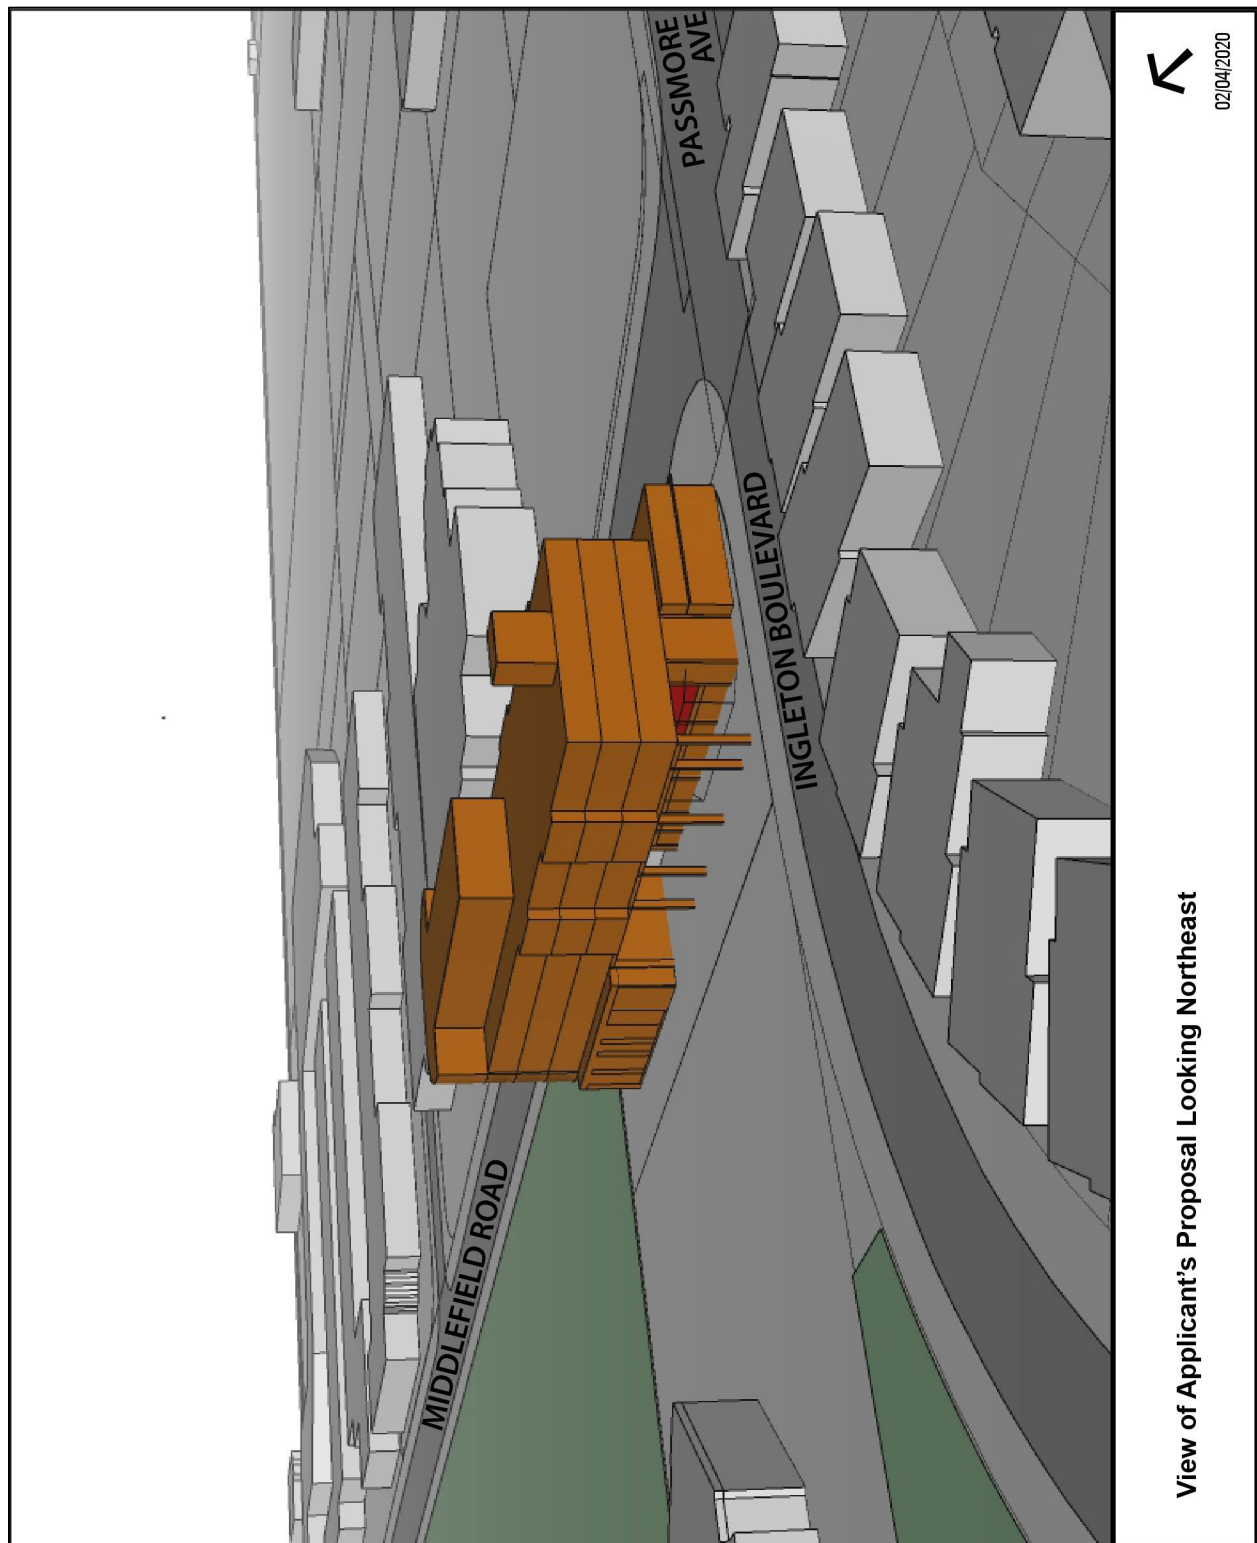 PASSMORE
AVE
INGLETON BOULEVARD
MIDDLEFIELD ROAD
View of Applicant's Proposal Looking Northeast
02/04/2020